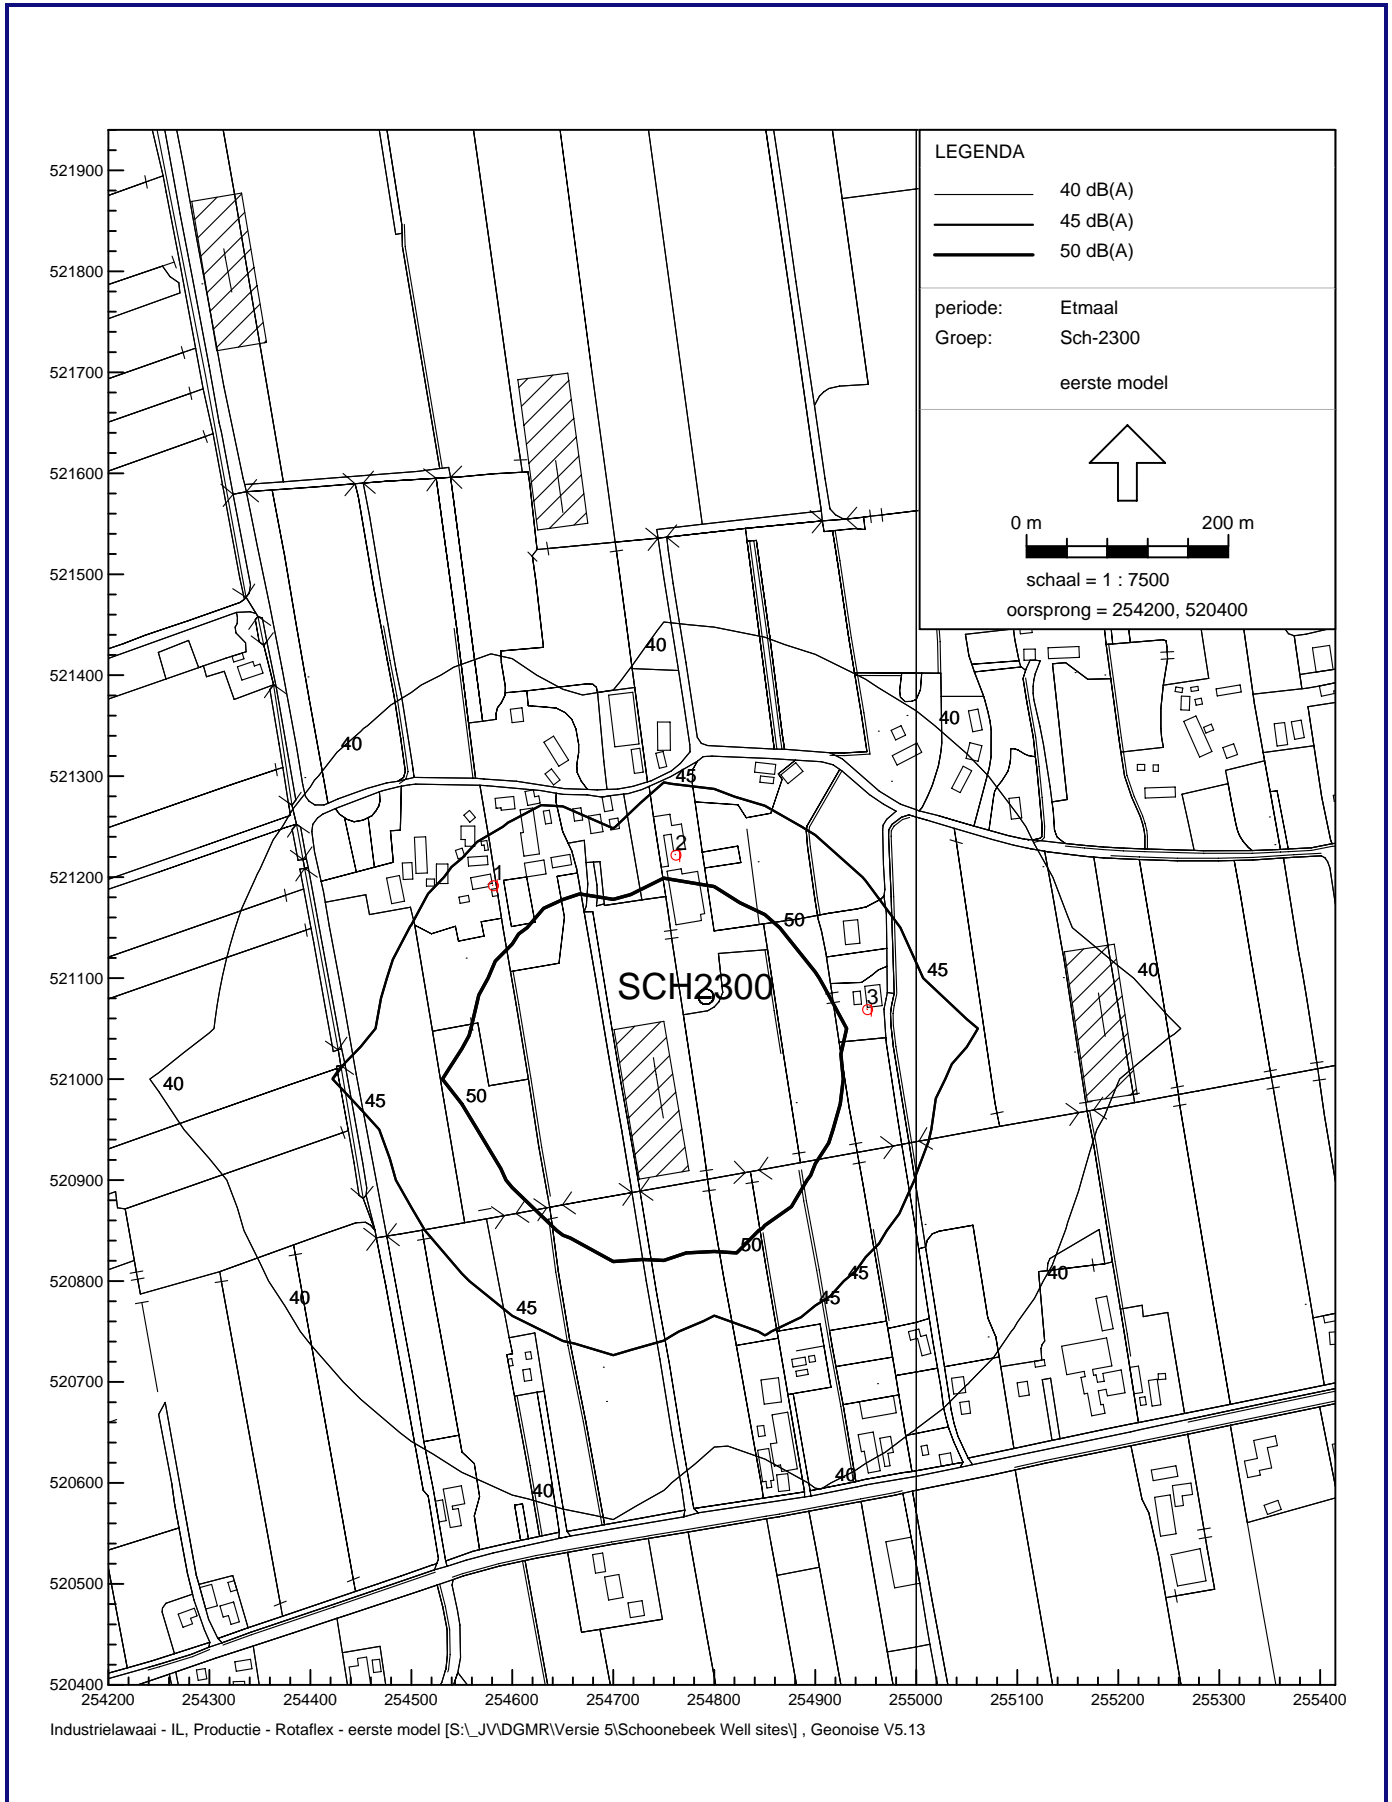 LEGENDA
40 dB(A)
45 dB(A)
50 dB(A)
periode: Etmaal
Groep: Sch-2300
eerste model
0 m 200 m
schaal = 1 : 7500
oorsprong = 254200, 520400
521900
521800
521700
521600
521500
521400
521300
521200
521100
521000
520900
520800
520700
520600
520500
520400
40
40
40
45
2
1
50
45
40
SCH2300
3
40
50
45
50
45
40
40
45
45
40
40
254200 254300 254400 254500 254600 254700 254800 254900 255000 255100 255200 255300 255400
Industrielawaai - IL, Productie - Rotaflex - eerste model [S:\_JV\DGMR\Versie 5\Schoonebeek Well sites\] , Geonoise V5.13